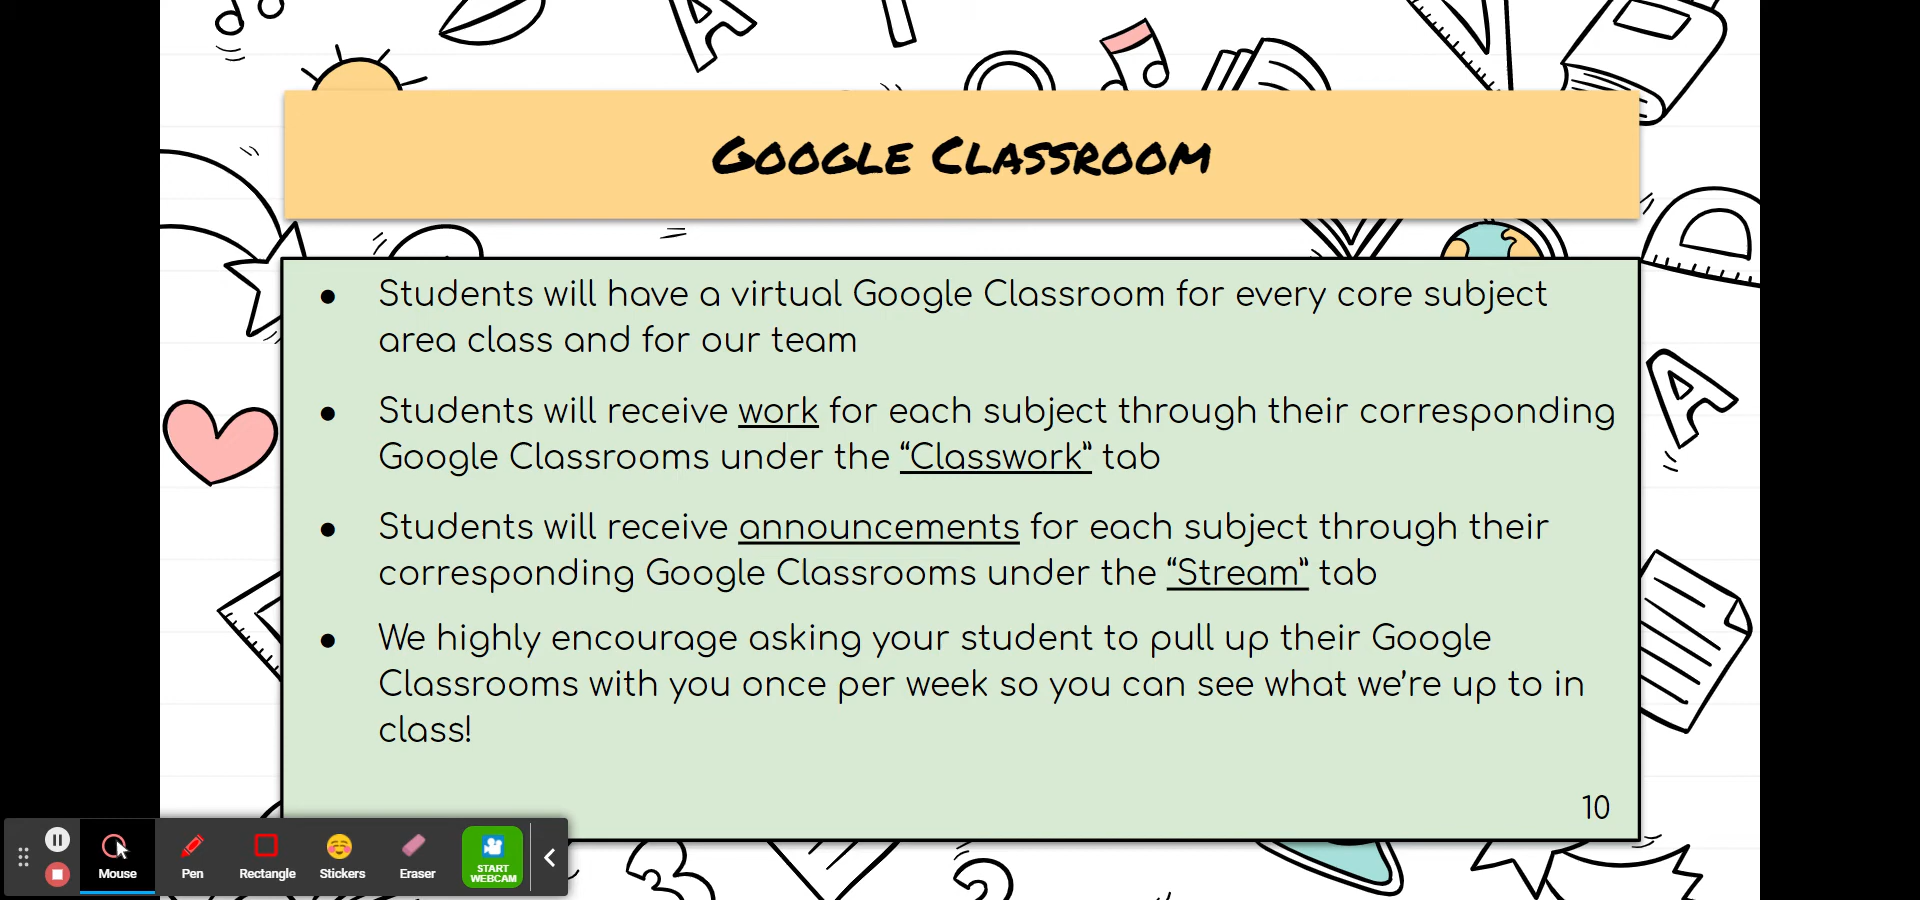 Google Classroom
● Students will have a virtual Google Classroom for every core subject
area class and for our team
● Students will receive work for each subject through their corresponding
Google Classrooms under the “Classwork” tab
● Students will receive announcements for each subject through their
corresponding Google Classrooms under the “Stream” tab
● We highly encourage asking your student to pull up their Google
Classrooms with you once per week so you can see what we’re up to in
class!
10
Mouse Pen Rectangle Stickers Eraser START
WEBCAM